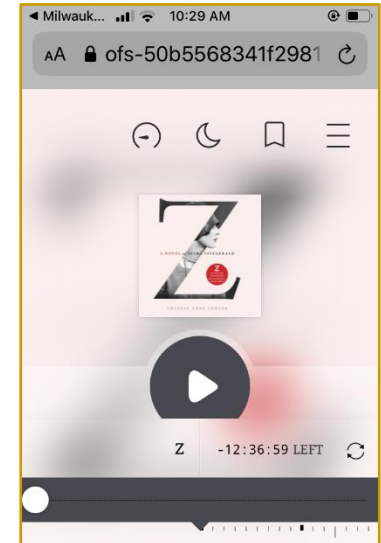 Milwauk... 10:29 AM
AA ofs-50b5568341f2981
Z
A NOVEL of ZELDA FITZGERALD
Z
THERESE ANNE FOWLER
Z -12:36:59 LEFT